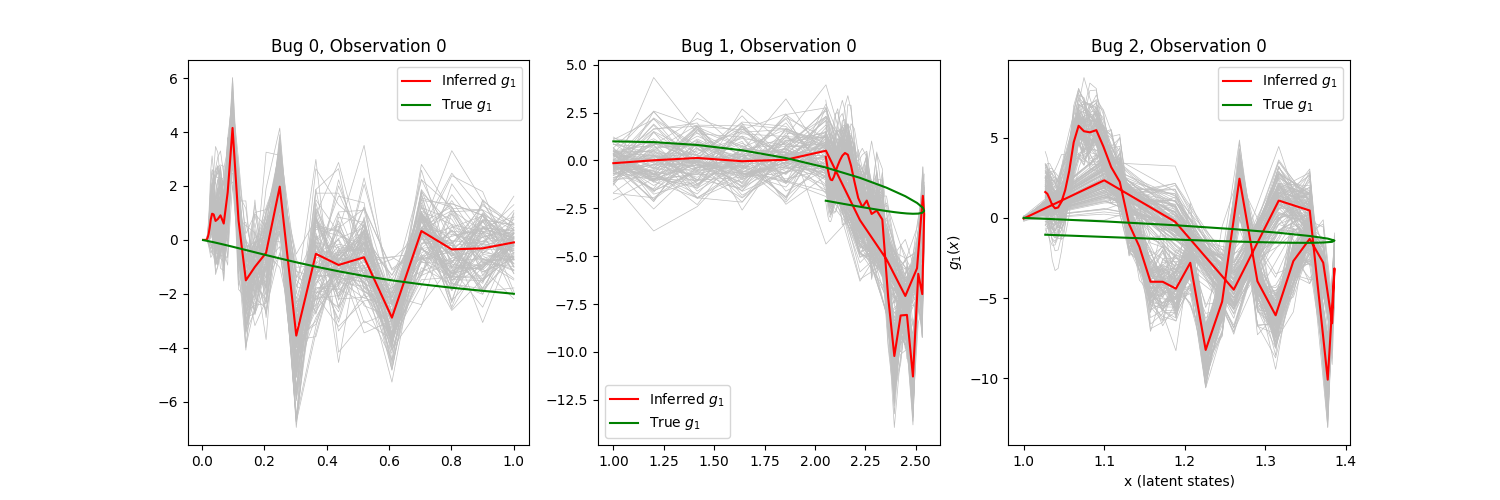 Bug 0, Observation 0
6
4
2
0
−2
−4
−6
0.0 0.2 0.4 0.6 0.8 1.0
Inferred g₁
True g₁
Bug 1, Observation 0
5.0
2.5
0.0
−2.5
−5.0
−7.5
−10.0
−12.5
1.00 1.25 1.50 1.75 2.00 2.25 2.50
Inferred g₁
True g₁
Bug 2, Observation 0
g₁(x)
5
0
−5
−10
1.0 1.1 1.2 1.3 1.4
x (latent states)
Inferred g₁
True g₁